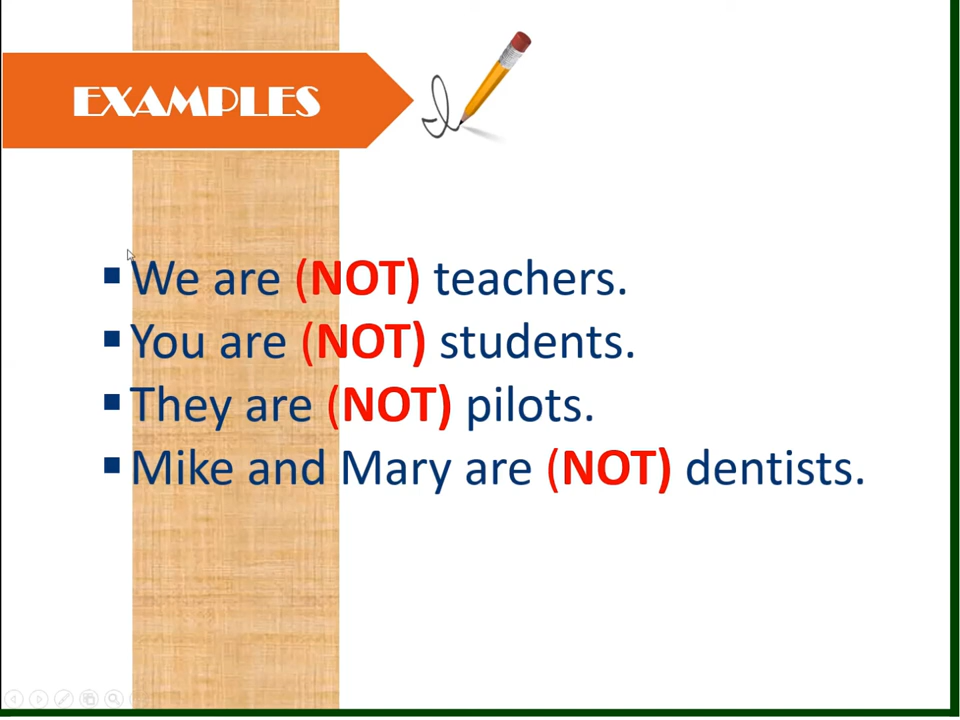 EXAMPLES
▪We are (NOT) teachers.
▪You are (NOT) students.
▪They are (NOT) pilots.
▪Mike and Mary are (NOT) dentists.